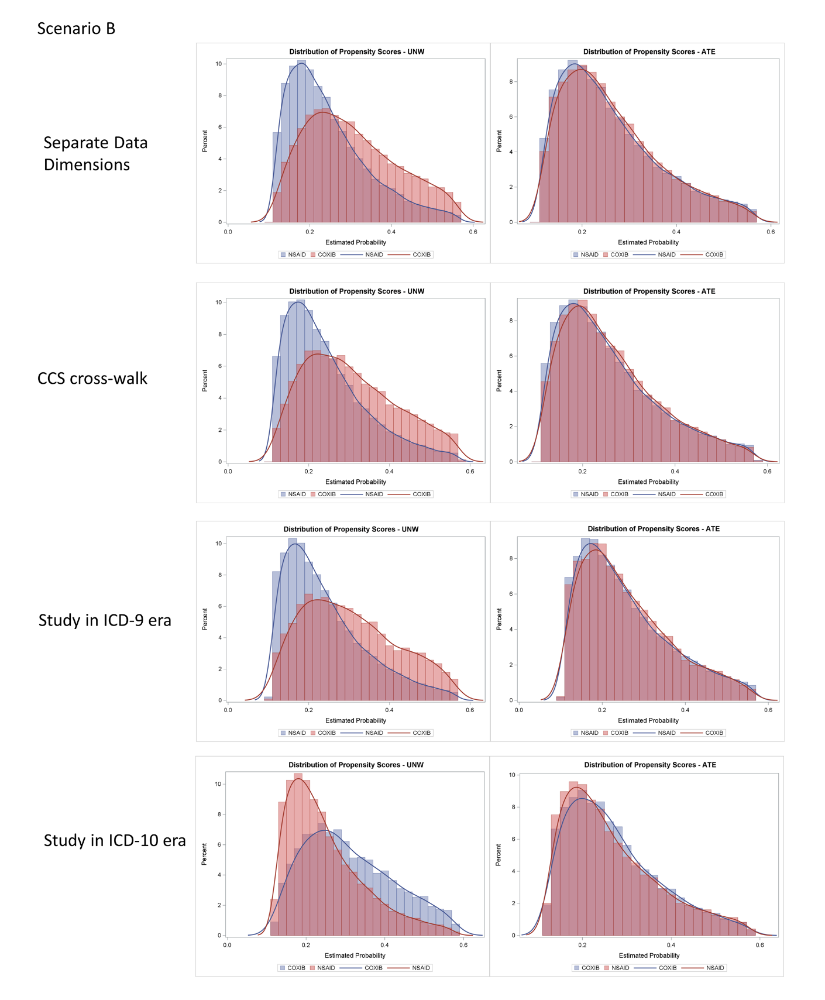 Scenario B
Distribution of Propensity Scores - UNW
Distribution of Propensity Scores - ATE
Separate Data
Dimensions
Percent
10
8
6
4
2
0
0.0 0.2 0.4 0.6
Estimated Probability
NSAID COXIB NSAID COXIB
Percent
8
6
4
2
0
0.2 0.4 0.6
Estimated Probability
NSAID COXIB NSAID COXIB
Distribution of Propensity Scores - UNW
Distribution of Propensity Scores - ATE
CCS cross-walk
Percent
10
8
6
4
2
0
0.0 0.2 0.4 0.6
Estimated Probability
NSAID COXIB NSAID COXIB
Percent
8
6
4
2
0
0.2 0.4 0.6
Estimated Probability
NSAID COXIB NSAID COXIB
Distribution of Propensity Scores - UNW
Distribution of Propensity Scores - ATE
Study in ICD-9 era
Percent
10
8
6
4
2
0
0.0 0.2 0.4 0.6
Estimated Probability
NSAID COXIB NSAID COXIB
Percent
8
6
4
2
0
0.0 0.2 0.4 0.6
Estimated Probability
NSAID COXIB NSAID COXIB
Distribution of Propensity Scores - UNW
Distribution of Propensity Scores - ATE
Study in ICD-10 era
Percent
10
8
6
4
2
0
0.0 0.2 0.4 0.6
Estimated Probability
COXIB NSAID COXIB NSAID
Percent
10
8
6
4
2
0
0.2 0.4 0.6
Estimated Probability
COXIB NSAID COXIB NSAID